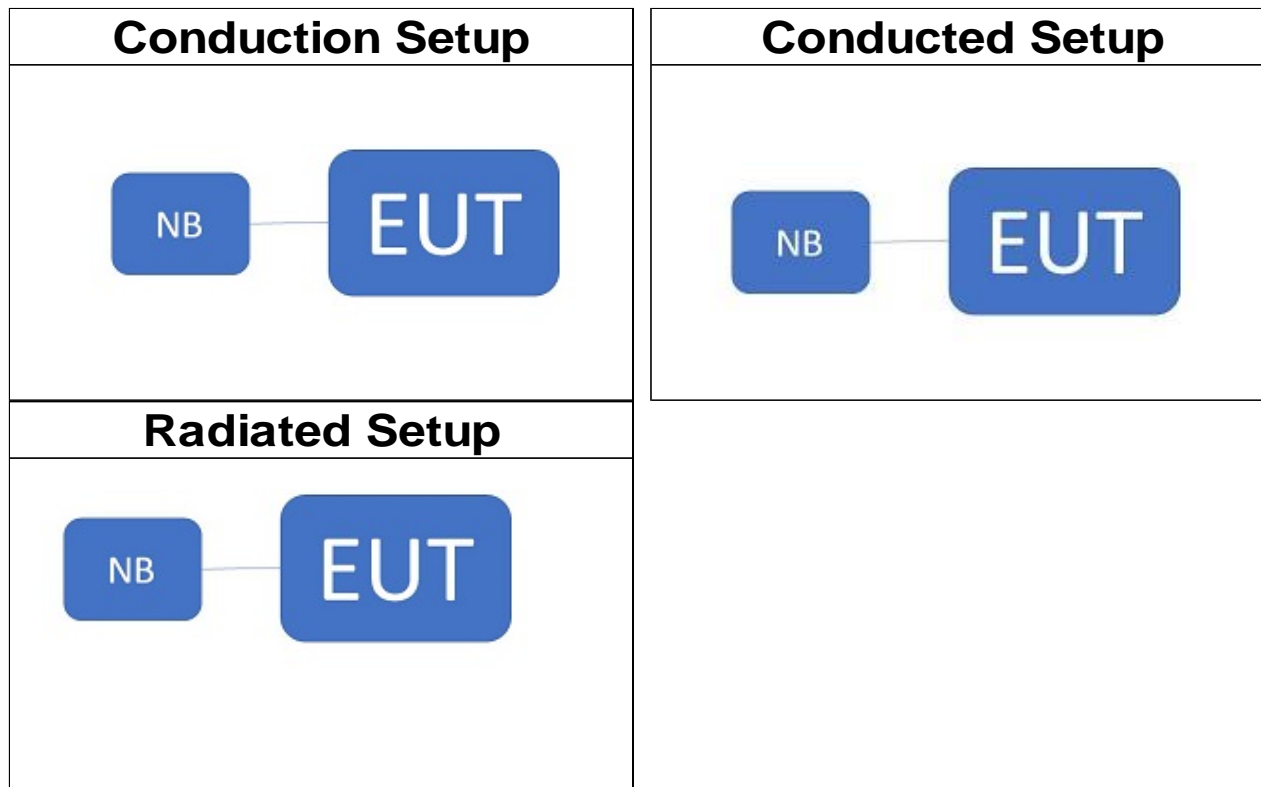 Conduction Setup
NB
EUT
Conducted Setup
NB
EUT
Radiated Setup
NB
EUT